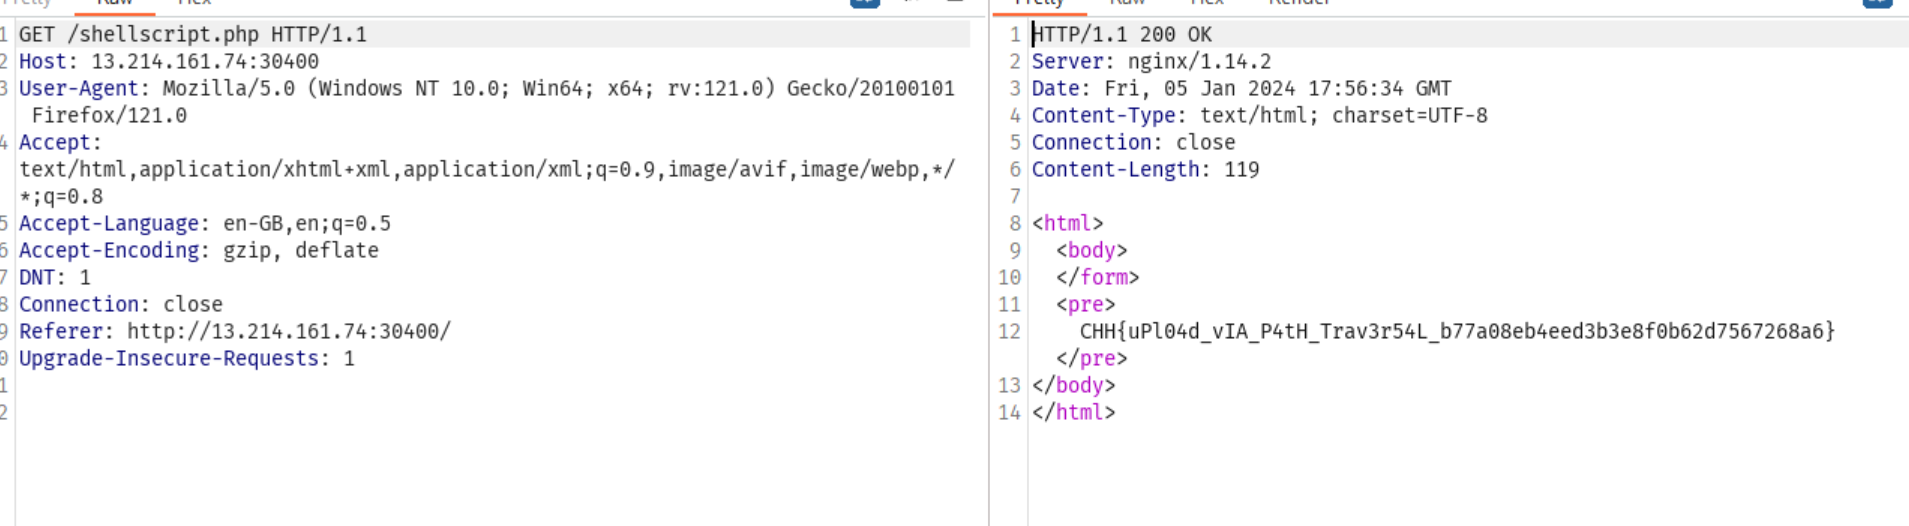 Pretty Raw Hex
1 GET /shellscript.php HTTP/1.1
2 Host: 13.214.161.74:30400
3 User-Agent: Mozilla/5.0 (Windows NT 10.0; Win64; x64; rv:121.0) Gecko/20100101
Firefox/121.0
4 Accept:
text/html,application/xhtml+xml,application/xml;q=0.9,image/avif,image/webp,*/
*;q=0.8
5 Accept-Language: en-GB,en;q=0.5
6 Accept-Encoding: gzip, deflate
7 DNT: 1
8 Connection: close
9 Referer: http://13.214.161.74:30400/
0 Upgrade-Insecure-Requests: 1
1
2
Pretty Raw Hex Render
1 HTTP/1.1 200 OK
2 Server: nginx/1.14.2
3 Date: Fri, 05 Jan 2024 17:56:34 GMT
4 Content-Type: text/html; charset=UTF-8
5 Connection: close
6 Content-Length: 119
7
8 <html>
9 <body>
10 </form>
11 <pre>
12 CHH{uPl04d_vIA_P4tH_Trav3r54L_b77a08eb4eed3b3e8f0b62d7567268a6}
</pre>
13 </body>
14 </html>